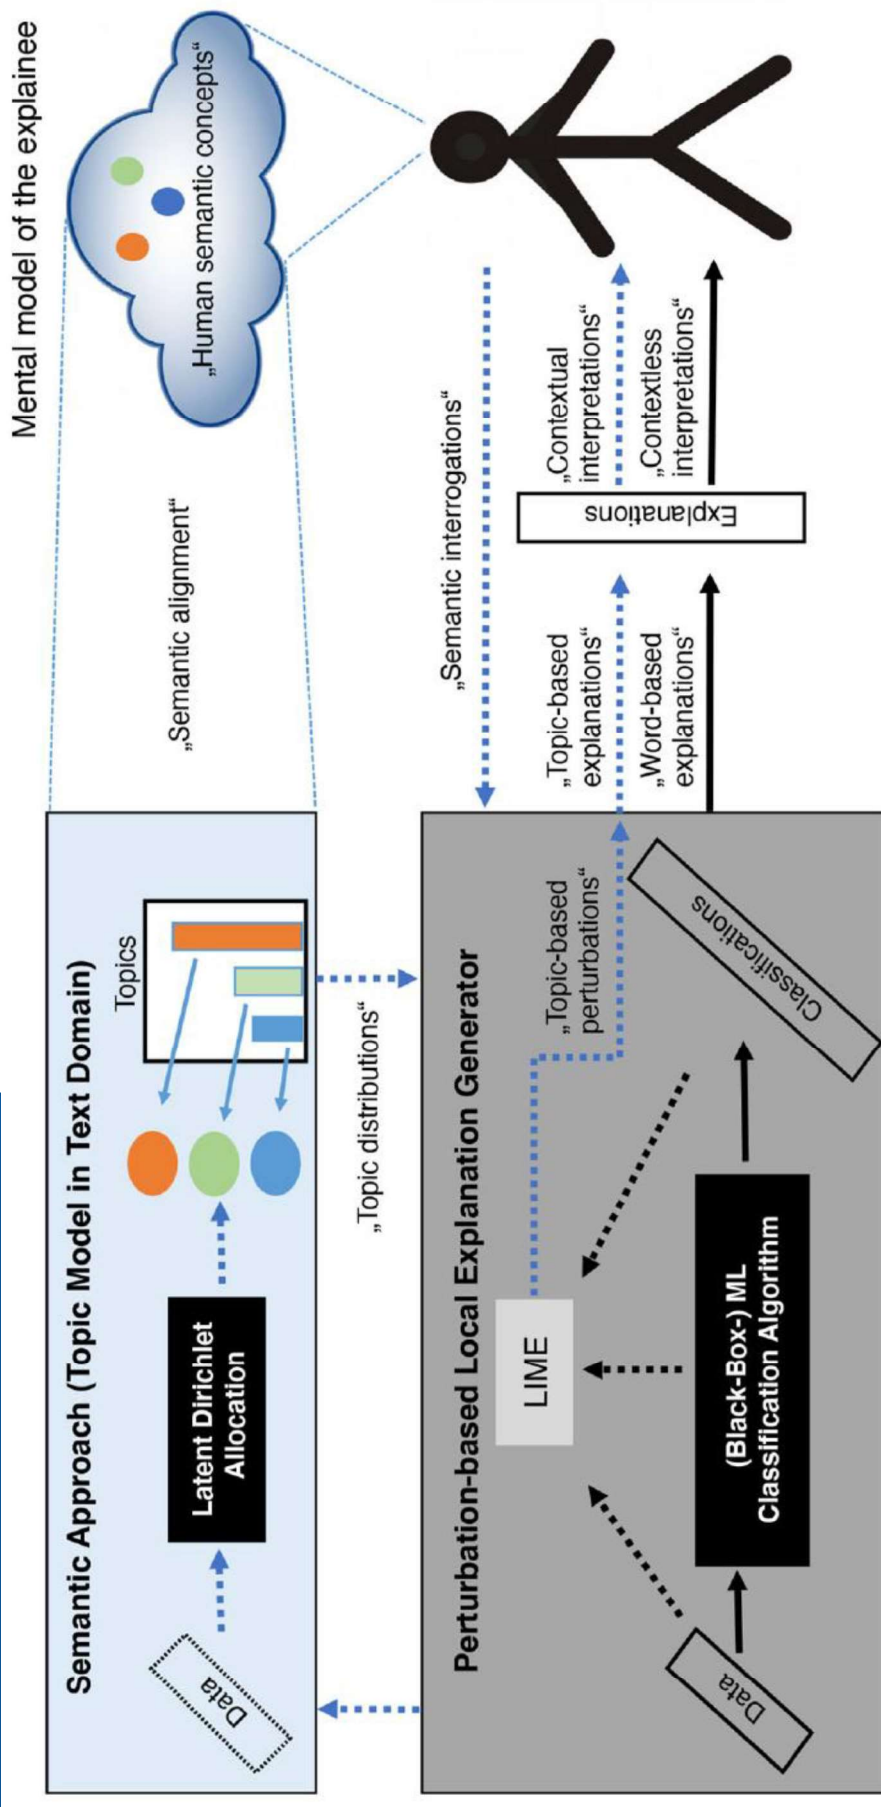 Mental model of the explainee
„Human semantic concepts“
„Semantic alignment“
Semantic Approach (Topic Model in Text Domain)
Data
Latent Dirichlet
Allocation
Topics
„Topic distributions“
„Semantic interrogations“
Perturbation-based Local Explanation Generator
LIME
„Topic-based
perturbations“
Data
(Black-Box-) ML
Classification Algorithm
Classifications
„Topic-based
explanations“
„Word-based
explanations“
Explanations
„Contextual
interpretations“
„Contextless
interpretations“